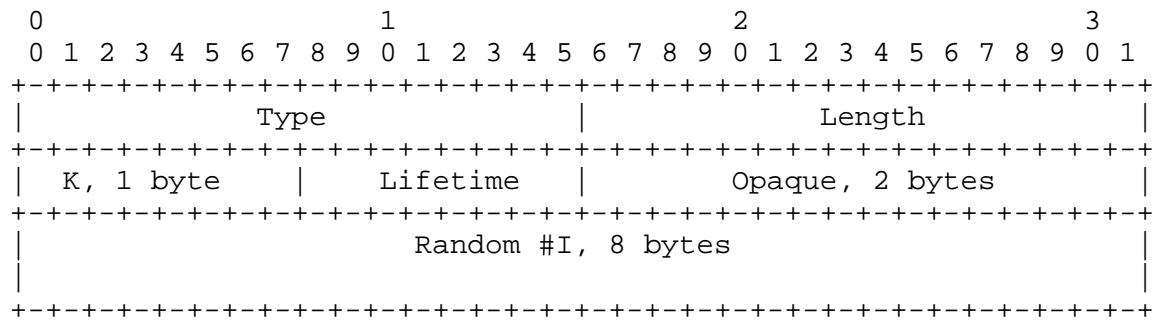 0                   1                   2                   3
 0 1 2 3 4 5 6 7 8 9 0 1 2 3 4 5 6 7 8 9 0 1 2 3 4 5 6 7 8 9 0 1
+-+-+-+-+-+-+-+-+-+-+-+-+-+-+-+-+-+-+-+-+-+-+-+-+-+-+-+-+-+-+-+-+
|             Type              |             Length            |
+-+-+-+-+-+-+-+-+-+-+-+-+-+-+-+-+-+-+-+-+-+-+-+-+-+-+-+-+-+-+-+-+
|  K, 1 byte    |    Lifetime   |        Opaque, 2 bytes        |
+-+-+-+-+-+-+-+-+-+-+-+-+-+-+-+-+-+-+-+-+-+-+-+-+-+-+-+-+-+-+-+-+
|                      Random #I, 8 bytes                       |
|                                                               |
+-+-+-+-+-+-+-+-+-+-+-+-+-+-+-+-+-+-+-+-+-+-+-+-+-+-+-+-+-+-+-+-+